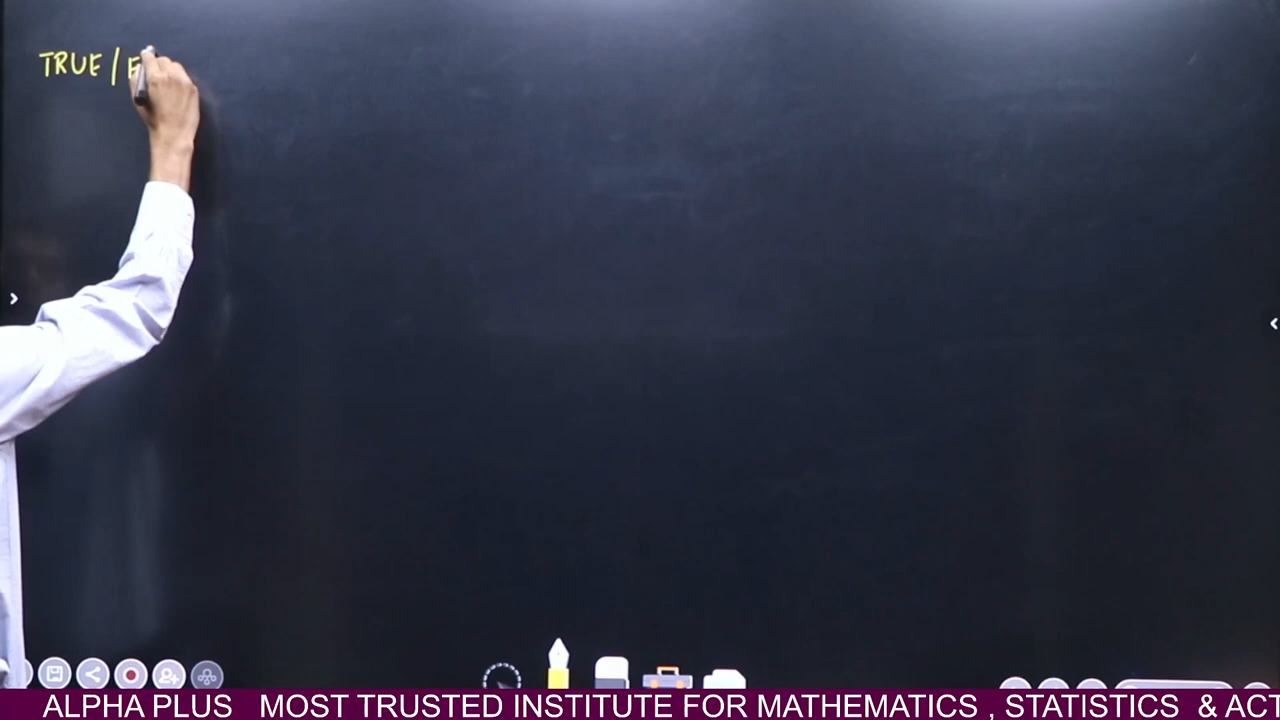 TRUE / F
ALPHA PLUS MOST TRUSTED INSTITUTE FOR MATHEMATICS , STATISTICS & ACT